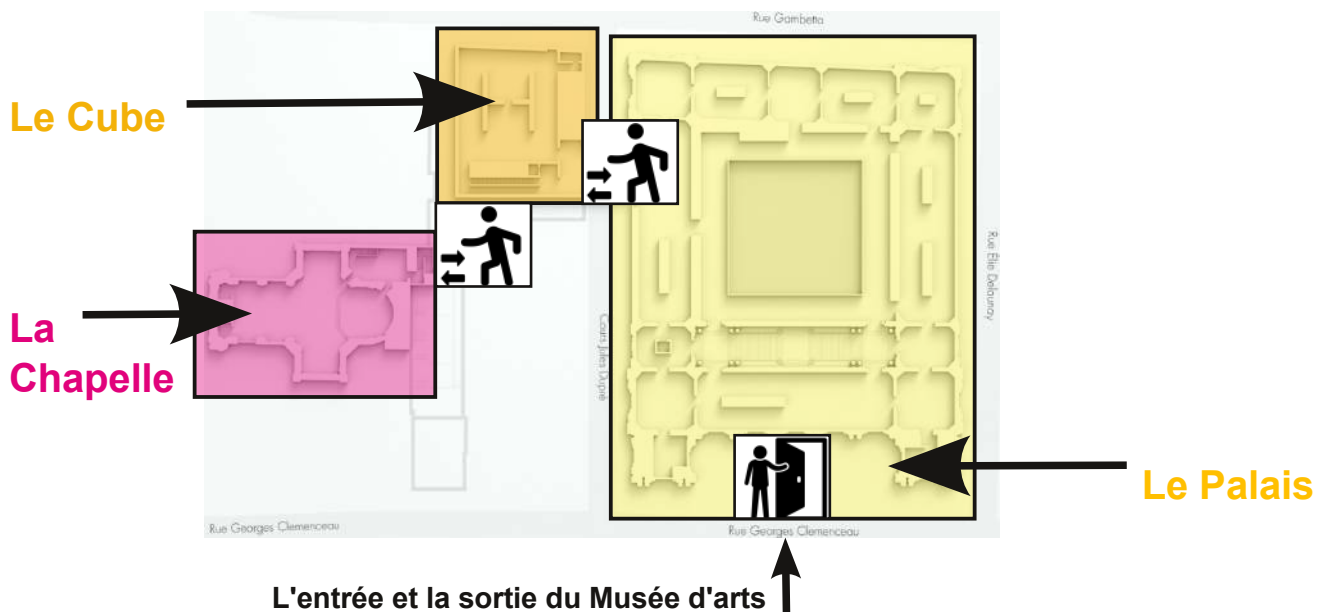 Rue Gambetta
Le Cube
La
Chapelle
Rue Élie Delaunay
Cours Jules Dupré
Le Palais
Rue Georges Clemenceau
Rue Georges Clemenceau
L'entrée et la sortie du Musée d'arts